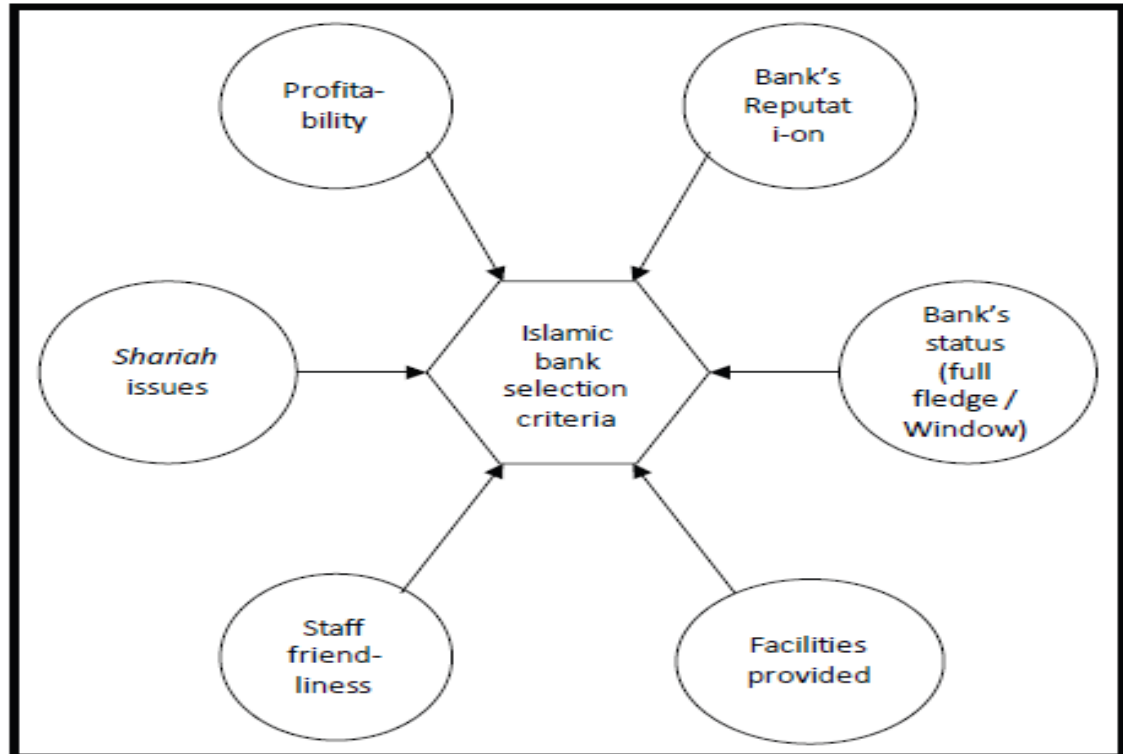 Profita-
bility
Bank's
Reputat
i-on
Shariah
issues
Islamic
bank
selection
criteria
Bank's
status
(full
fledge /
Window)
Staff
friend-
liness
Facilities
provided